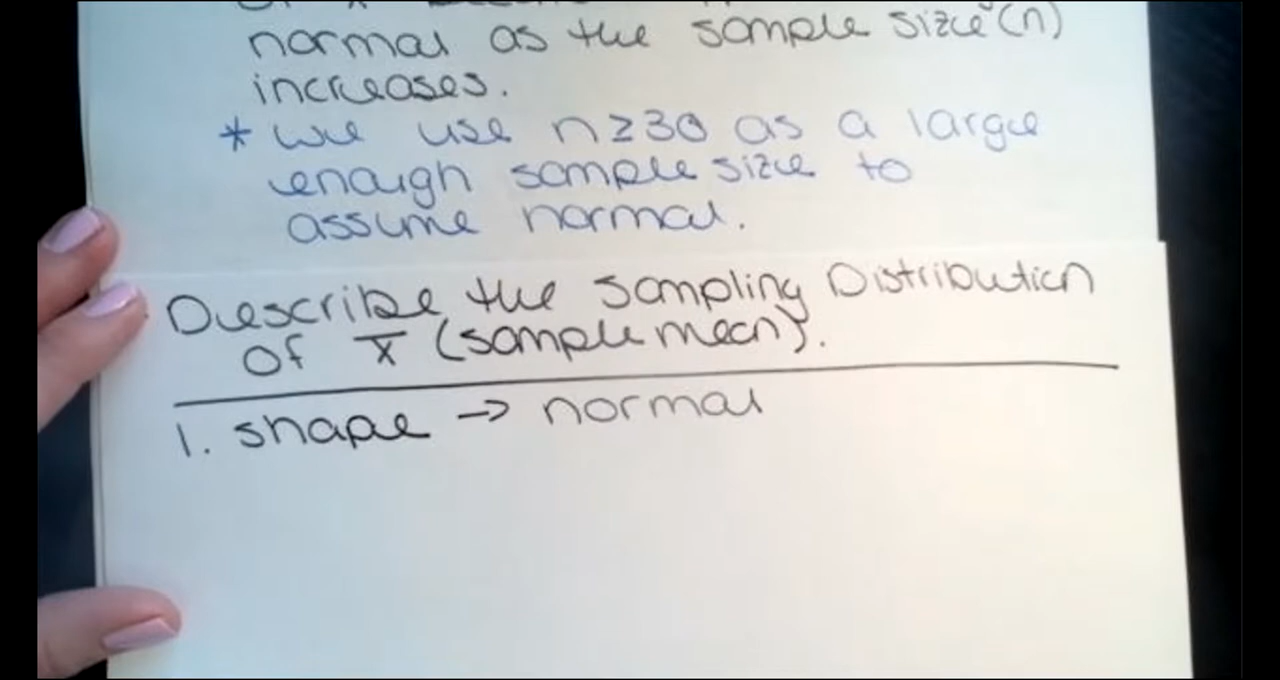 normal as the sample size (n)
increases.
* we use n≥30 as a large
enough sample size to
assume normal.
Describe the Sampling Distribution
of x̄ (sample mean).
1. shape → normal